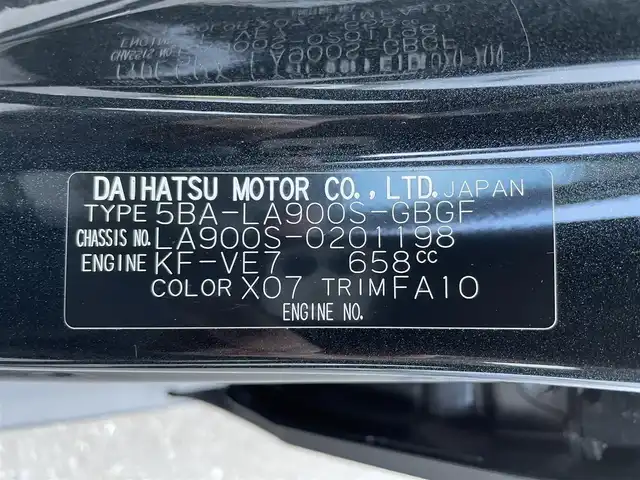 DAIHATSU MOTOR CO., LTD. JAPAN
TYPE 5BA-LA900S-GBGF
CHASSIS NO. LA900S-0201198
ENGINE KF-VE7 658CC
COLOR X07 TRIM FA10
ENGINE NO.